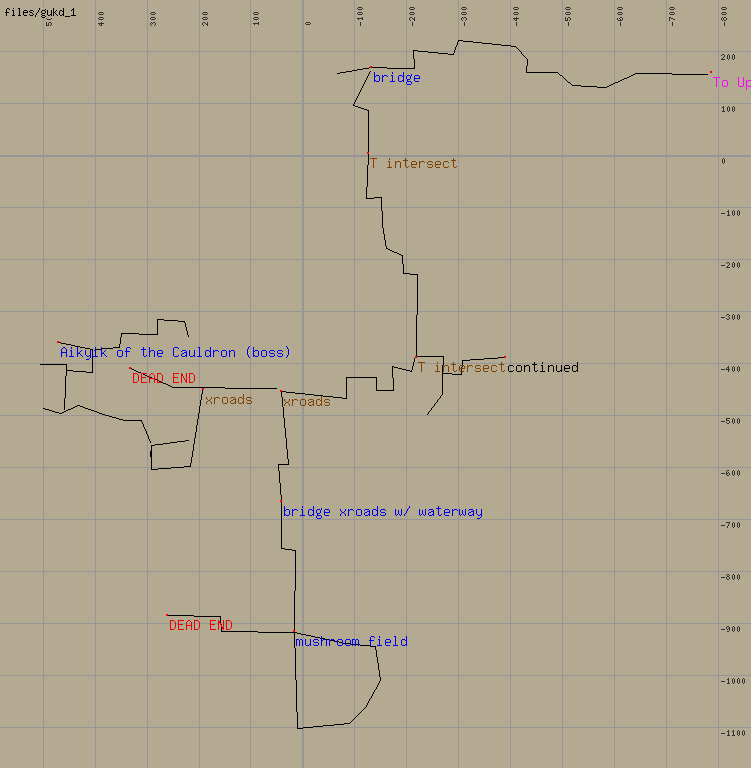 files/gukd_1
500 400 300 200 100 0 -100 -200 -300 -400 -500 -600 -700 -800
200
bridge
To Up
100
T intersect
0
-100
-200
-300
Aikyik of the Cauldron (boss)
T intersect continued
-400
DEAD END
xroads xroads
-500
bridge xroads w/ waterway
-600
-700
-800
DEAD END
-900
mushroom field
-1000
-1100